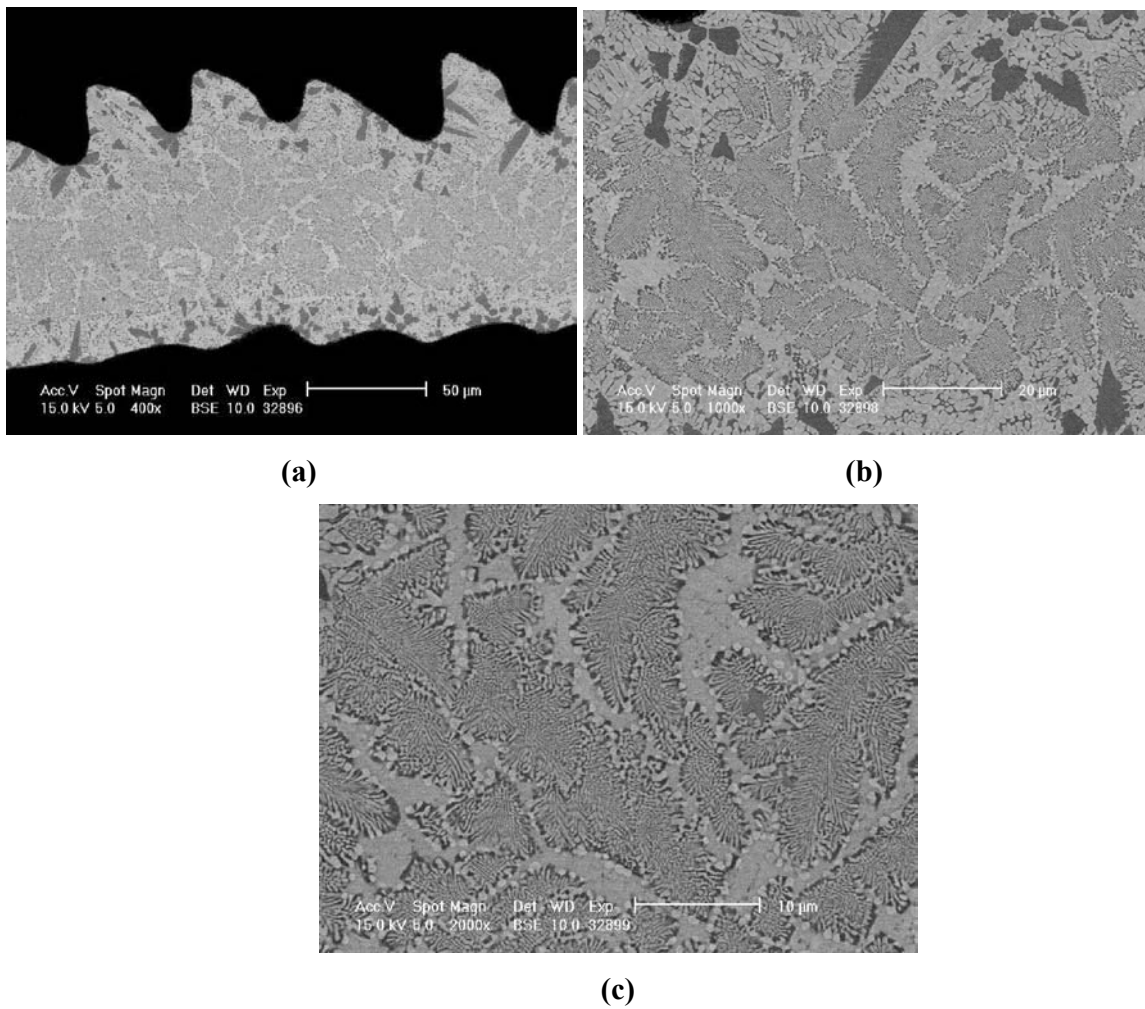 Acc.V Spot Magn Det WD Exp 50 µm
15.0 kV 5.0 400x BSE 10.0 32896
Acc.V Spot Magn Det WD Exp 20 µm
15.0 kV 5.0 1000x BSE 10.0 32898
(a)
(b)
Acc.V Spot Magn Det WD Exp 10 µm
15.0 kV 5.0 2000x BSE 10.0 32899
(c)